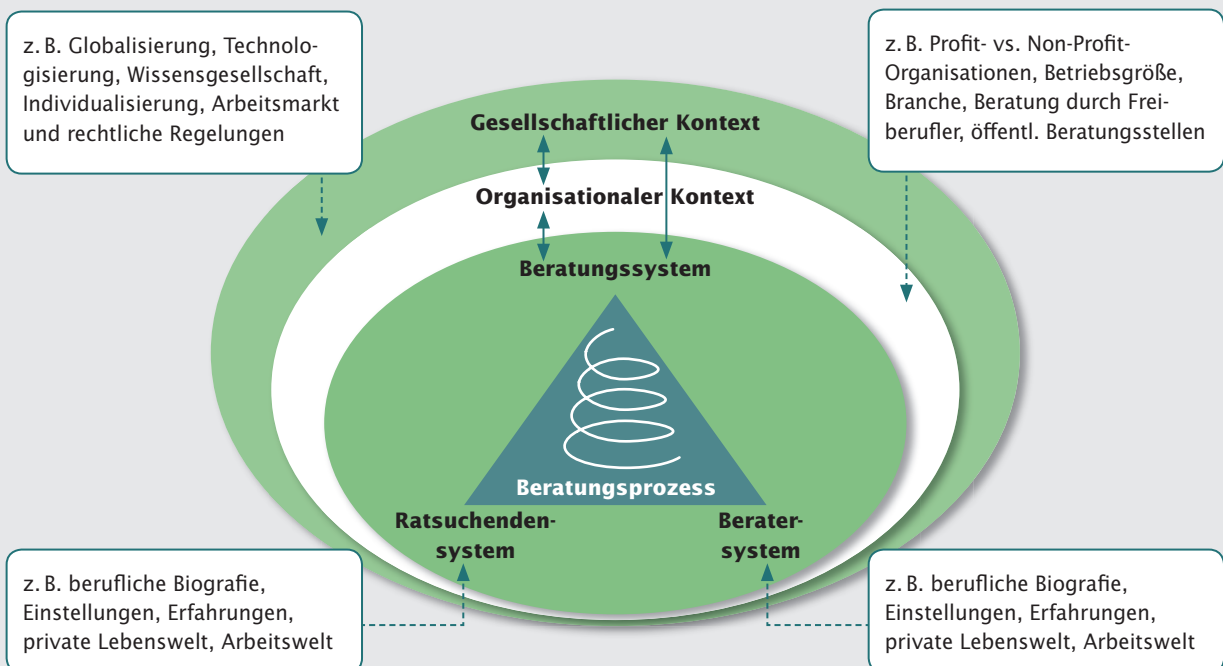 z. B. Globalisierung, Technolo-
gisierung, Wissensgesellschaft,
Individualisierung, Arbeitsmarkt
und rechtliche Regelungen
z. B. Profit- vs. Non-Profit-
Organisationen, Betriebsgröße,
Branche, Beratung durch Frei-
berufler, öffentl. Beratungsstellen
Gesellschaftlicher Kontext
Organisationaler Kontext
Beratungssystem
Beratungsprozess
Ratsuchenden-
system
Berater-
system
z. B. berufliche Biografie,
Einstellungen, Erfahrungen,
private Lebenswelt, Arbeitswelt
z. B. berufliche Biografie,
Einstellungen, Erfahrungen,
private Lebenswelt, Arbeitswelt